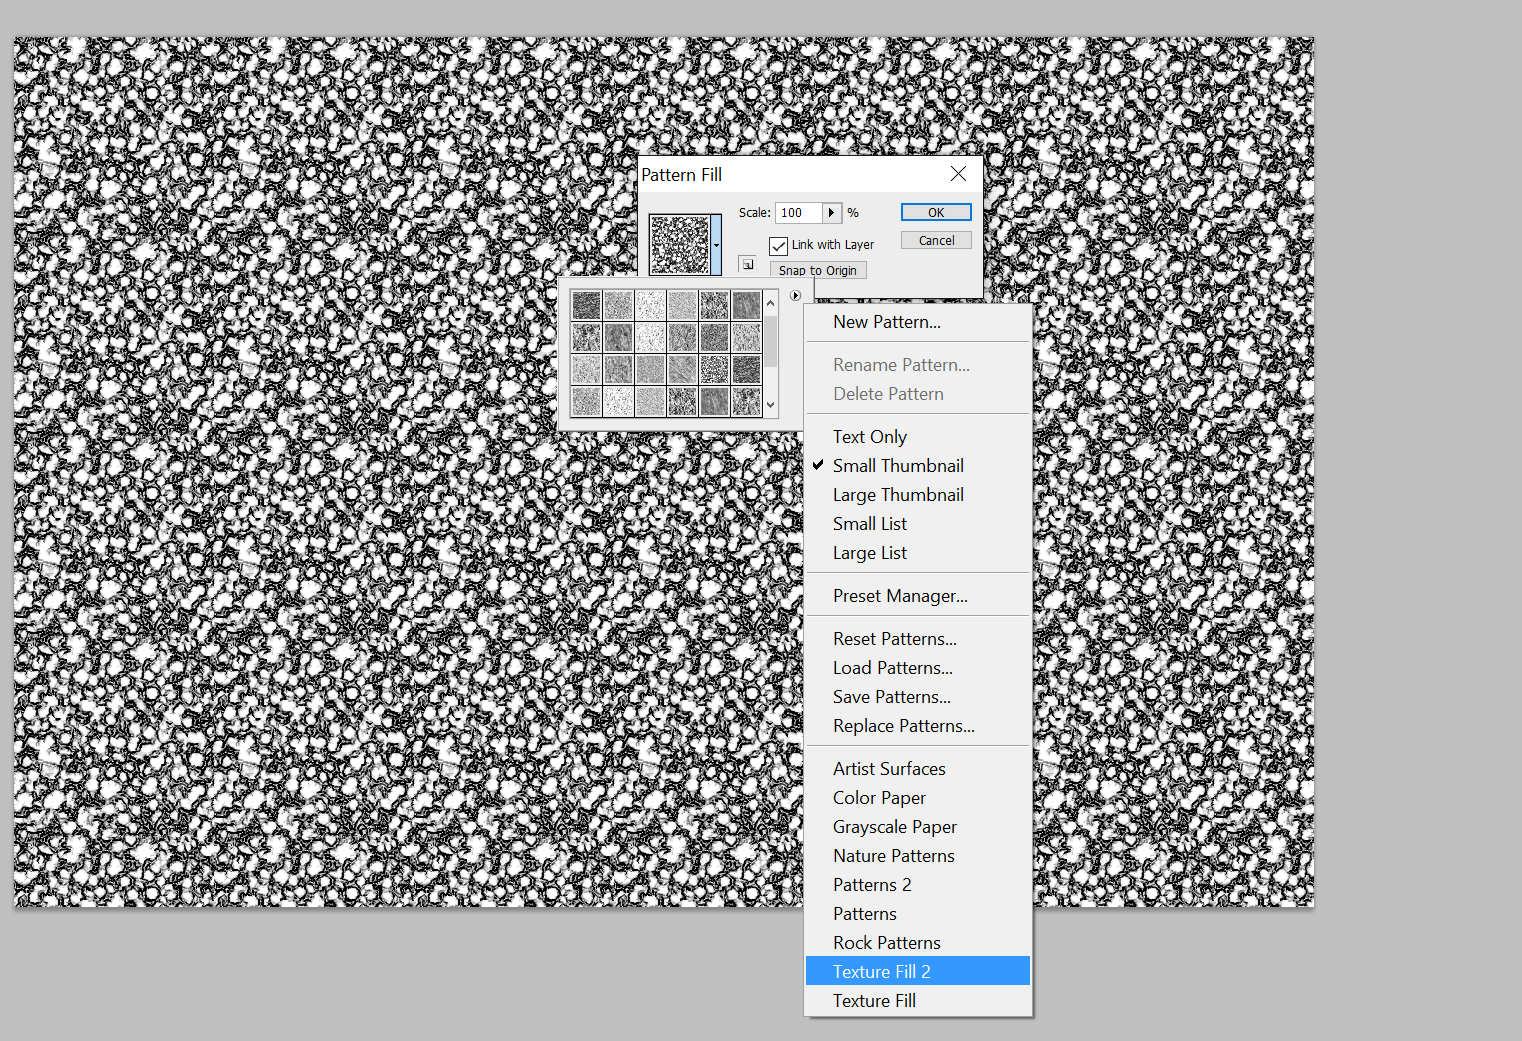 Pattern Fill
Scale: 100 %
OK
Link with Layer
Cancel
Snap to Origin
New Pattern...
Rename Pattern...
Delete Pattern
Text Only
Small Thumbnail
Large Thumbnail
Small List
Large List
Preset Manager...
Reset Patterns...
Load Patterns...
Save Patterns...
Replace Patterns...
Artist Surfaces
Color Paper
Grayscale Paper
Nature Patterns
Patterns 2
Patterns
Rock Patterns
Texture Fill 2
Texture Fill